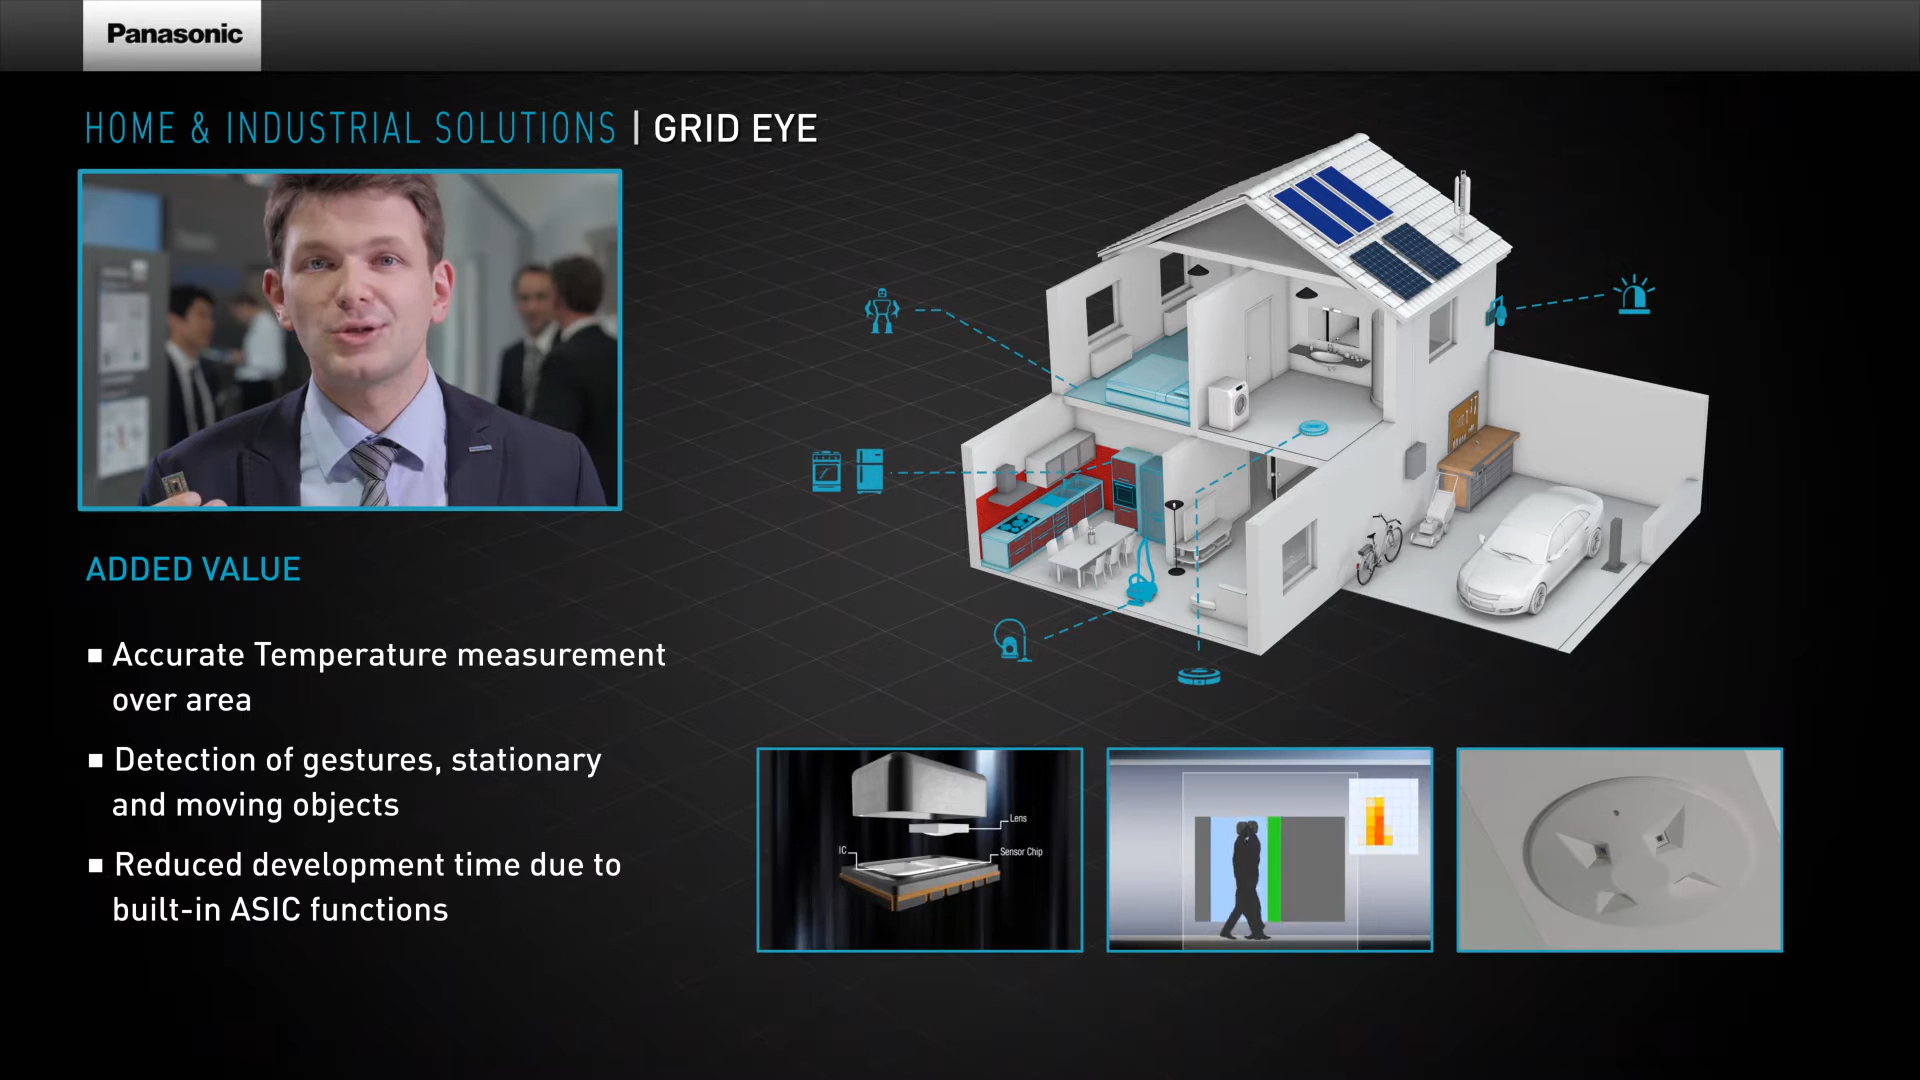 Panasonic
HOME & INDUSTRIAL SOLUTIONS | GRID EYE
ADDED VALUE
▪ Accurate Temperature measurement
over area
▪ Detection of gestures, stationary
and moving objects
▪ Reduced development time due to
built-in ASIC functions
Lens
IC
Sensor Chip